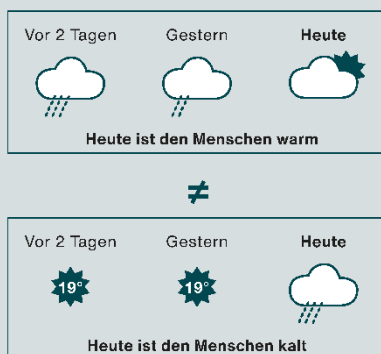 Vor 2 Tagen Gestern Heute
Heute ist den Menschen warm
≠
Vor 2 Tagen Gestern Heute
19° 19°
Heute ist den Menschen kalt